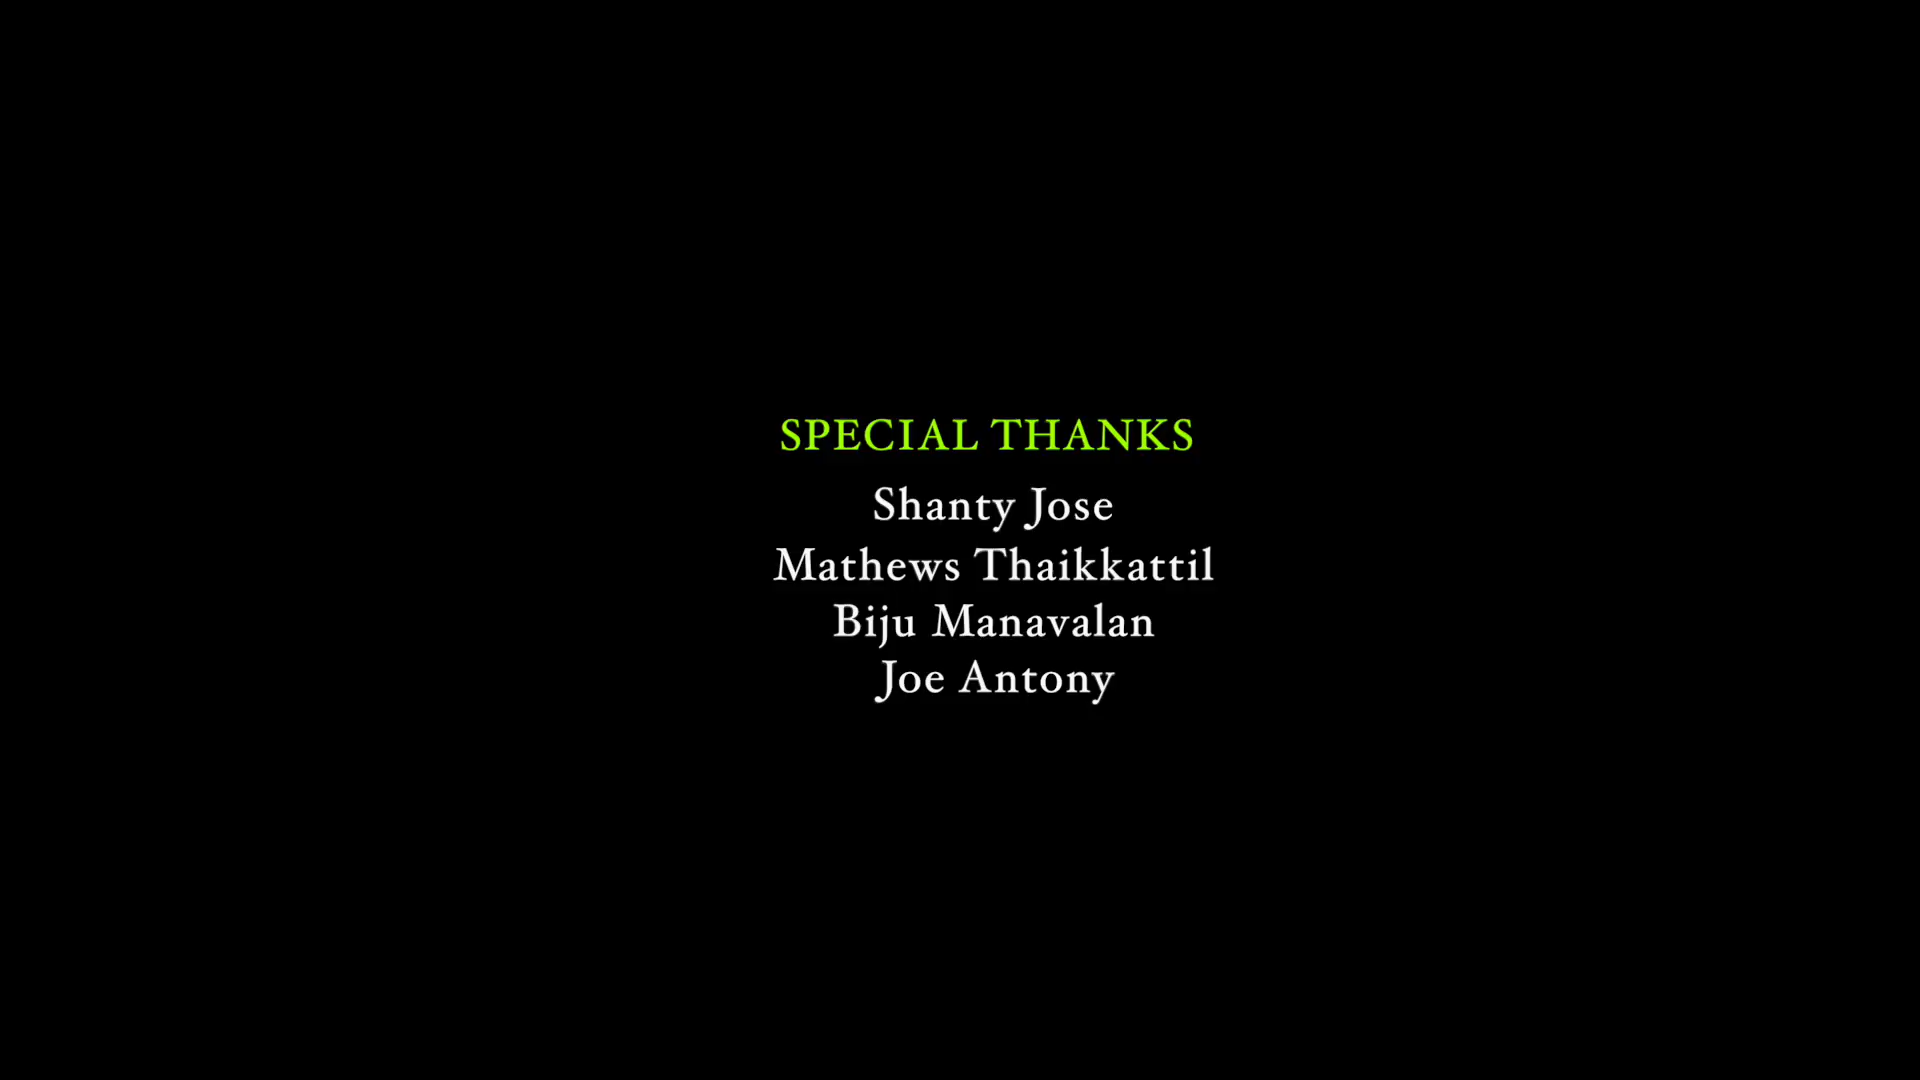 SPECIAL THANKS
Shanty Jose
Mathews Thaikkattil
Biju Manavalan
Joe Antony